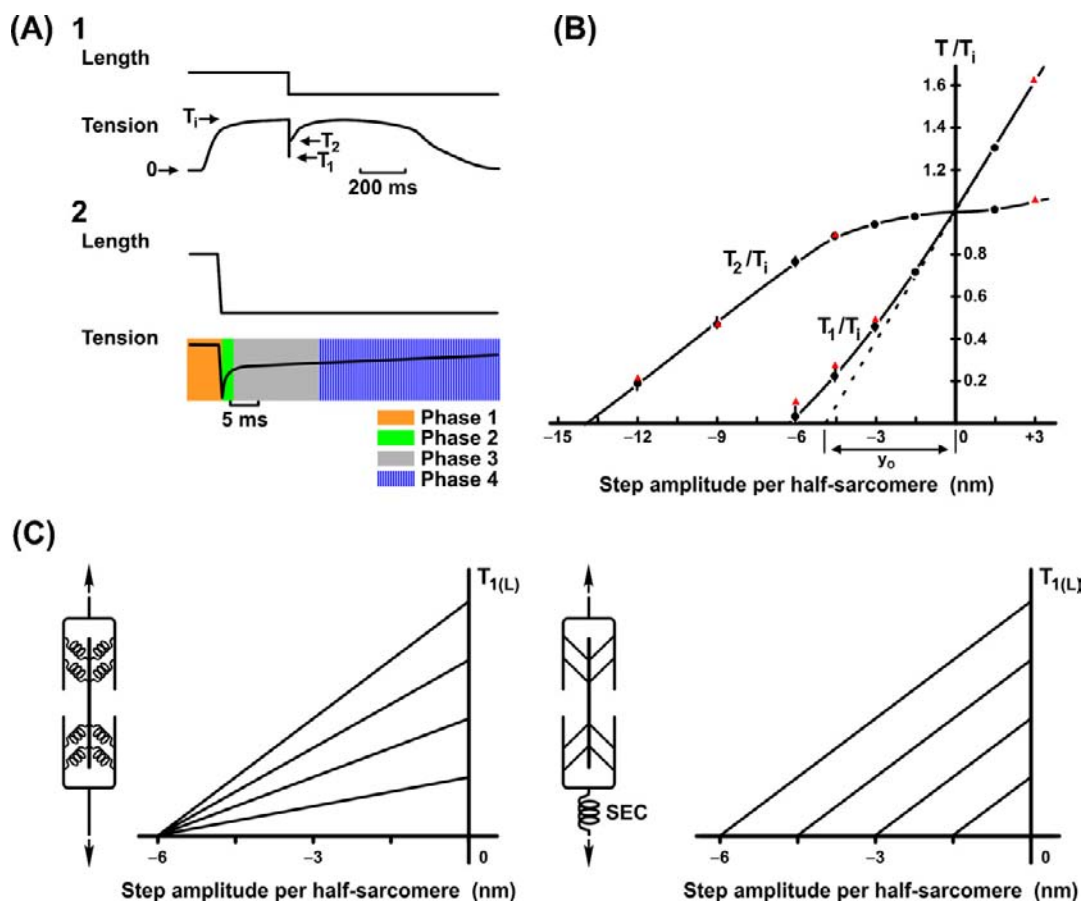 (A) 1
Length
Tension
Tᵢ
T₂
T₁
0
200 ms
2
Length
Tension
5 ms
Phase 1
Phase 2
Phase 3
Phase 4
(B)
T/Tᵢ
1.6
1.4
1.2
0.8
0.6
0.4
0.2
T₂/Tᵢ
T₁/Tᵢ
−15 −12 −9 −6 −3 0 +3
y₀
Step amplitude per half-sarcomere (nm)
(C)
T₁₍L₎
−6 −3 0
Step amplitude per half-sarcomere (nm)
SEC
T₁₍L₎
−6 −3 0
Step amplitude per half-sarcomere (nm)